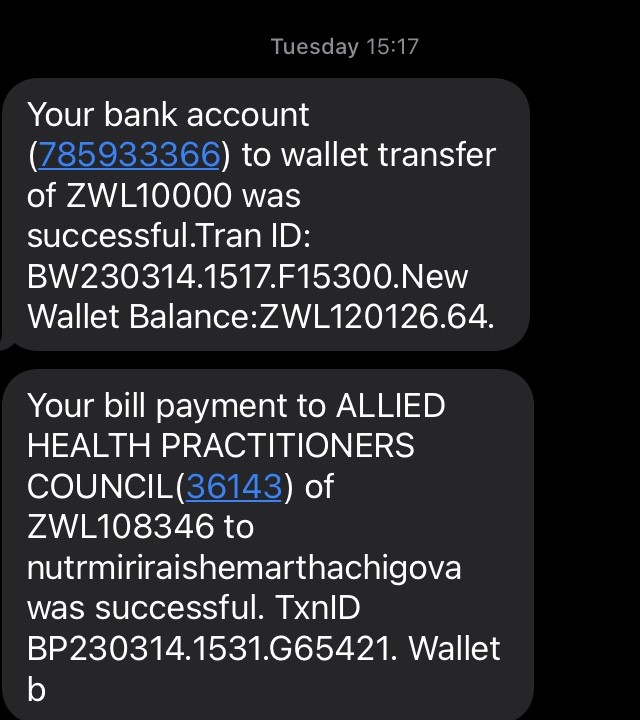 Tuesday 15:17
Your bank account
(785933366) to wallet transfer
of ZWL10000 was
successful.Tran ID:
BW230314.1517.F15300.New
Wallet Balance:ZWL120126.64.
Your bill payment to ALLIED
HEALTH PRACTITIONERS
COUNCIL(36143) of
ZWL108346 to
nutrmiriraishemarthachigova
was successful. TxnID
BP230314.1531.G65421. Wallet
b